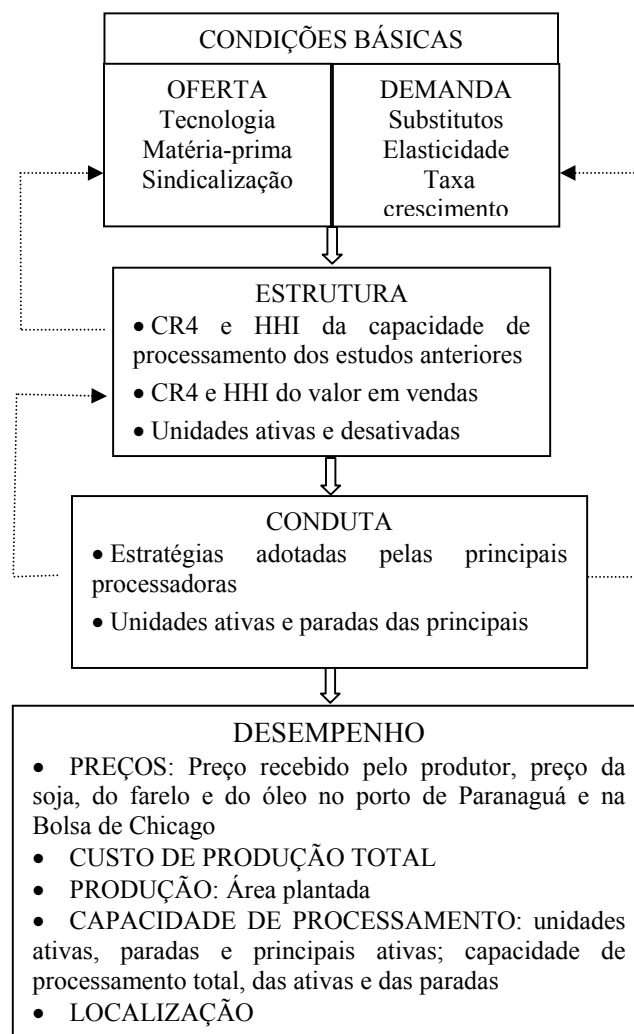 CONDIÇÕES BÁSICAS
OFERTA
Tecnologia
Matéria-prima
Sindicalização
DEMANDA
Substitutos
Elasticidade
Taxa
crescimento
ESTRUTURA
• CR4 e HHI da capacidade de
processamento dos estudos anteriores
• CR4 e HHI do valor em vendas
• Unidades ativas e desativadas
CONDUTA
• Estratégias adotadas pelas principais
processadoras
• Unidades ativas e paradas das principais
DESEMPENHO
• PREÇOS: Preço recebido pelo produtor, preço da
soja, do farelo e do óleo no porto de Paranaguá e na
Bolsa de Chicago
• CUSTO DE PRODUÇÃO TOTAL
• PRODUÇÃO: Área plantada
• CAPACIDADE DE PROCESSAMENTO: unidades
ativas, paradas e principais ativas; capacidade de
processamento total, das ativas e das paradas
• LOCALIZAÇÃO